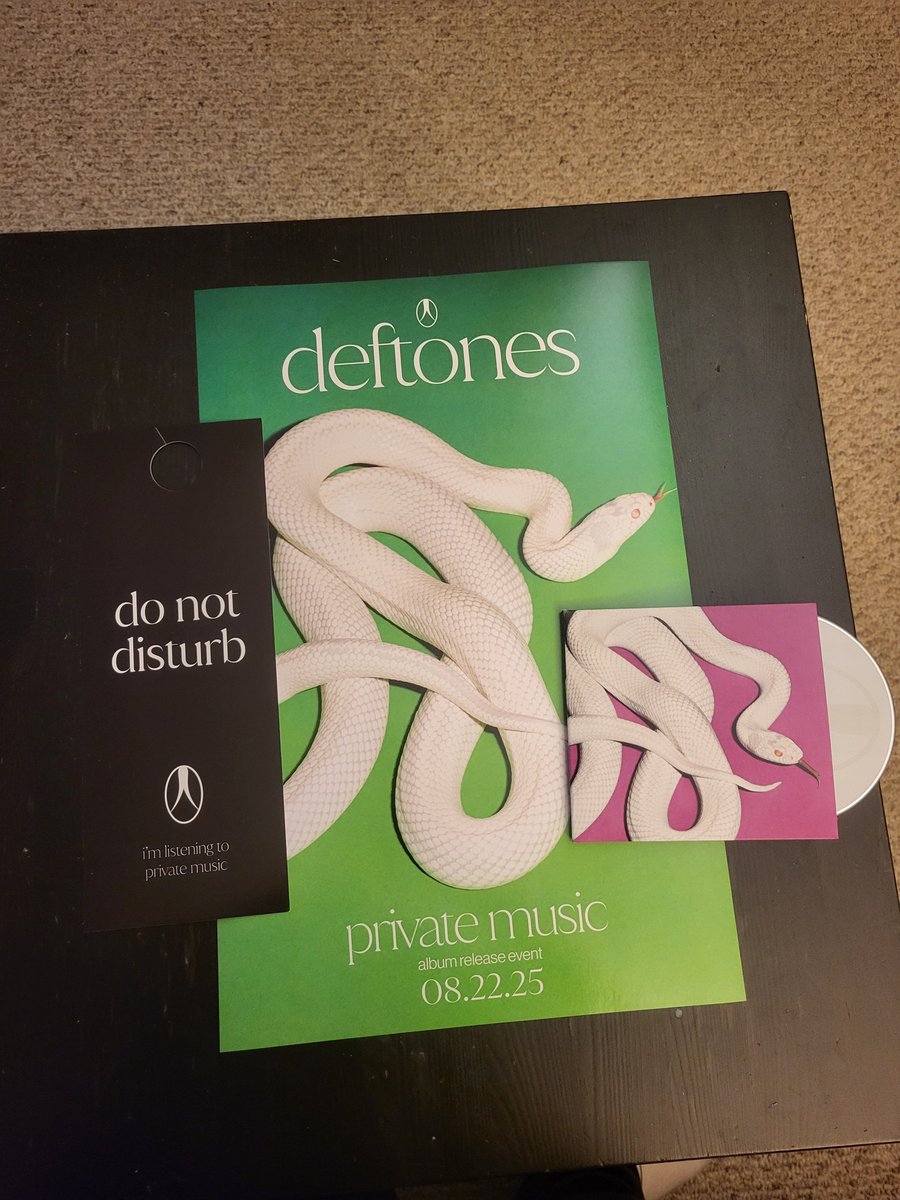 deftones
do not
disturb
i'm listening to
private music
private music
album release event
08.22.25